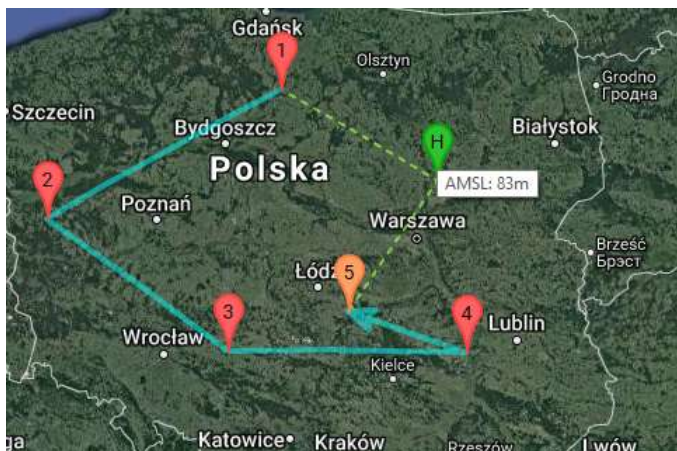 Gdańsk
1
Olsztyn
Grodno
Гродна
Szczecin
Bydgoszcz
H
Białystok
Polska
AMSL: 83m
2
Poznań
Warszawa
Brześć
Брэст
5
3
4
Wrocław
Lublin
Kielce
ga
Katowice
Kraków
Rzeszów
Lwów